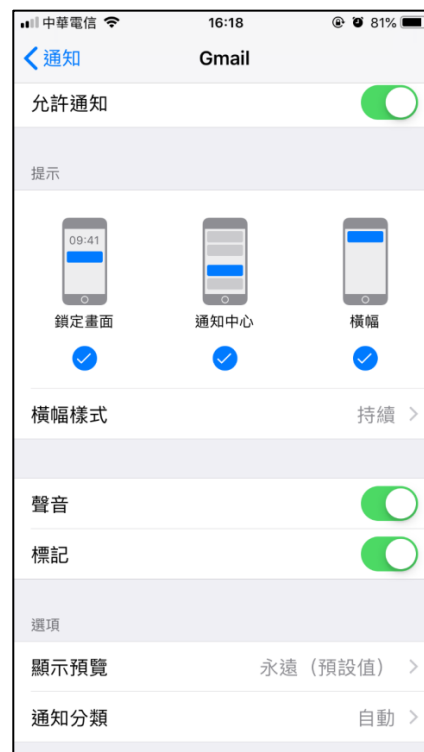 中華電信 16:18 81%
通知 Gmail
允許通知
提示
09:41
鎖定畫面 通知中心 橫幅
橫幅樣式 持續
聲音
標記
選項
顯示預覽 永遠（預設值）
通知分類 自動